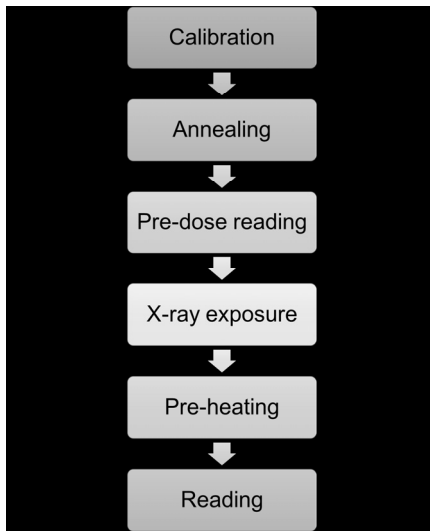 Calibration
Annealing
Pre-dose reading
X-ray exposure
Pre-heating
Reading